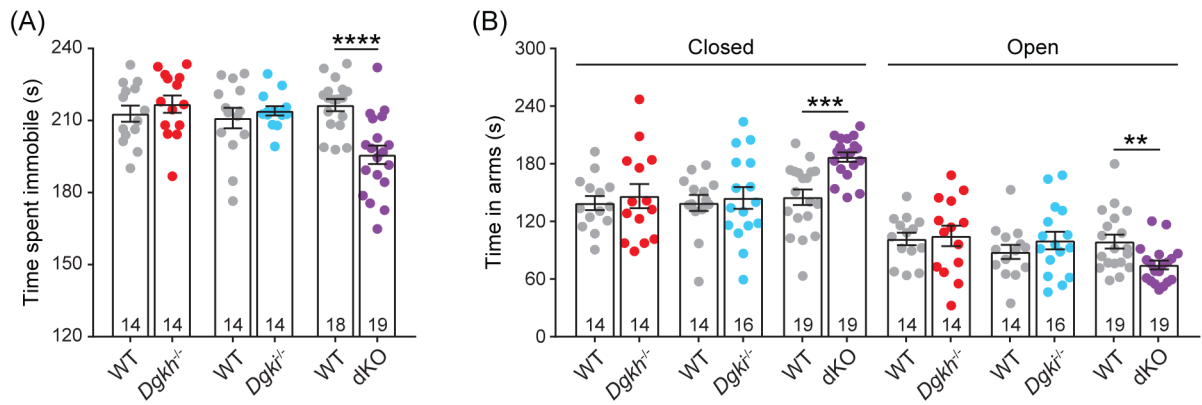 (A)
Time spent immobile (s)
240
210
180
150
120
****
14 14 14 14 18 19
WT Dgkh-/- WT Dgki-/- WT dKO
(B)
Time in arms (s)
300
240
180
120
60
0
Closed Open
*** **
14 14 14 16 19 19 14 14 14 16 19 19
WT Dgkh-/- WT Dgki-/- WT dKO WT Dgkh-/- WT Dgki-/- WT dKO